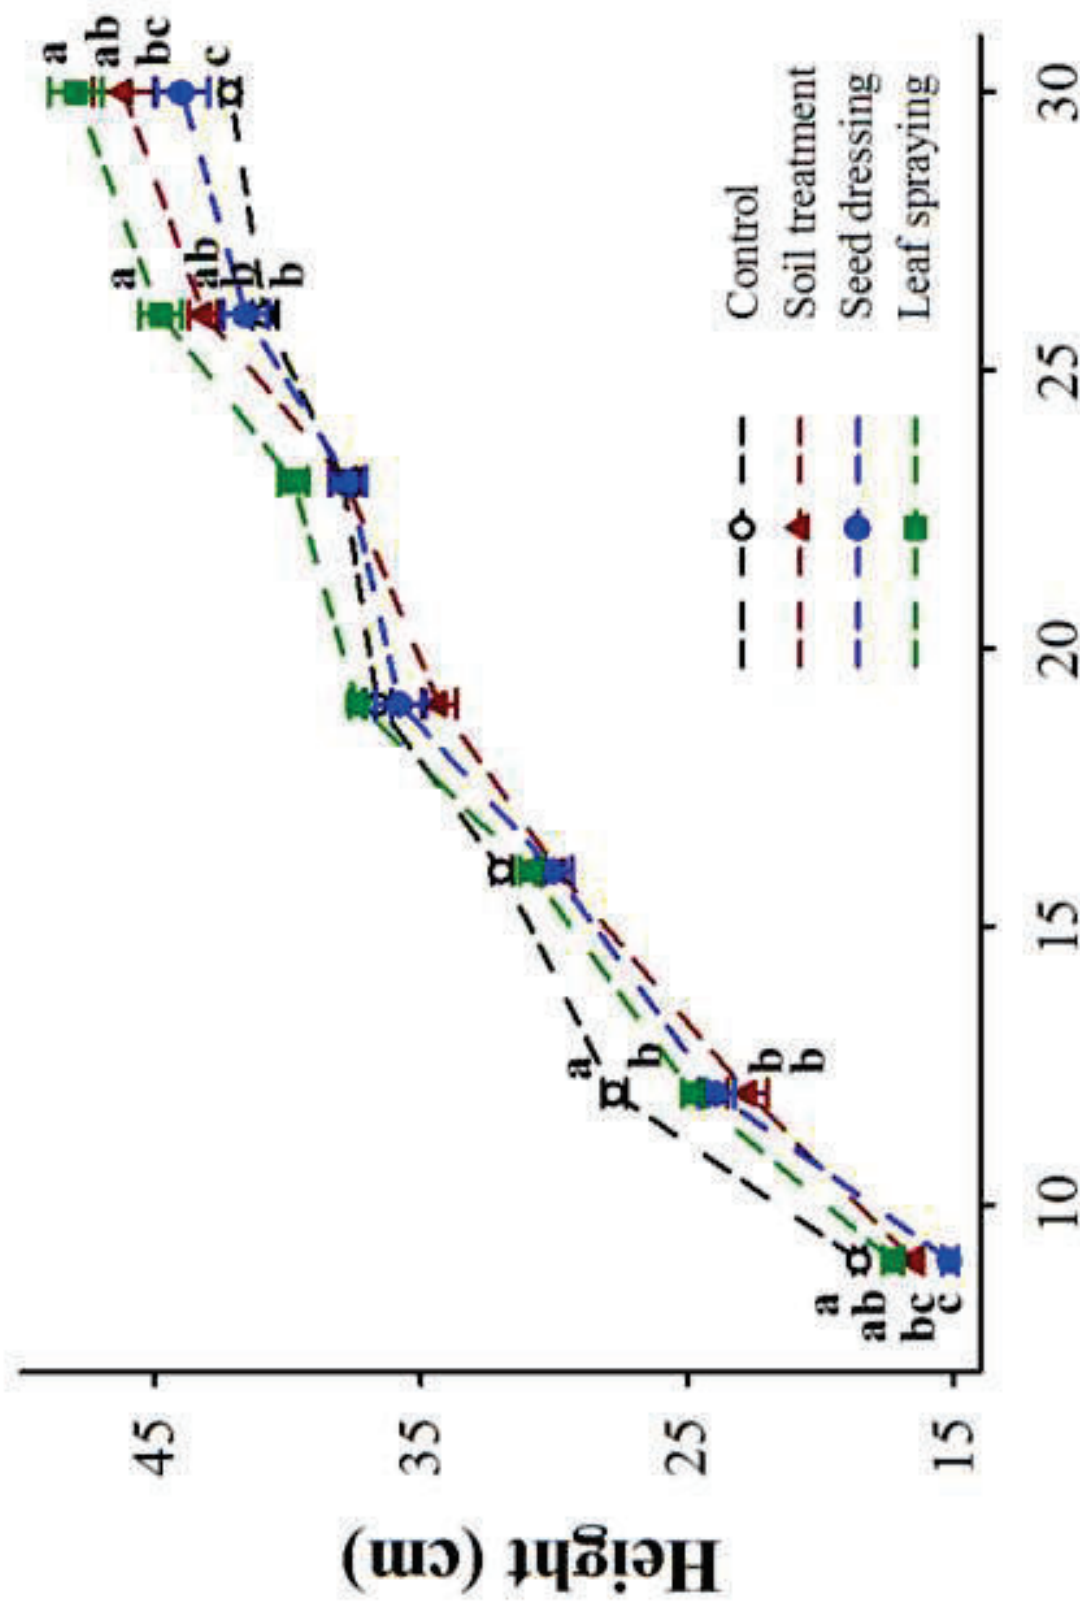 Height (cm)
45
35
25
15
a
ab
bc
c
a
b
b
b
a
ab
b
b
a
ab
bc
c
Control
Soil treatment
Seed dressing
Leaf spraying
10
15
20
25
30